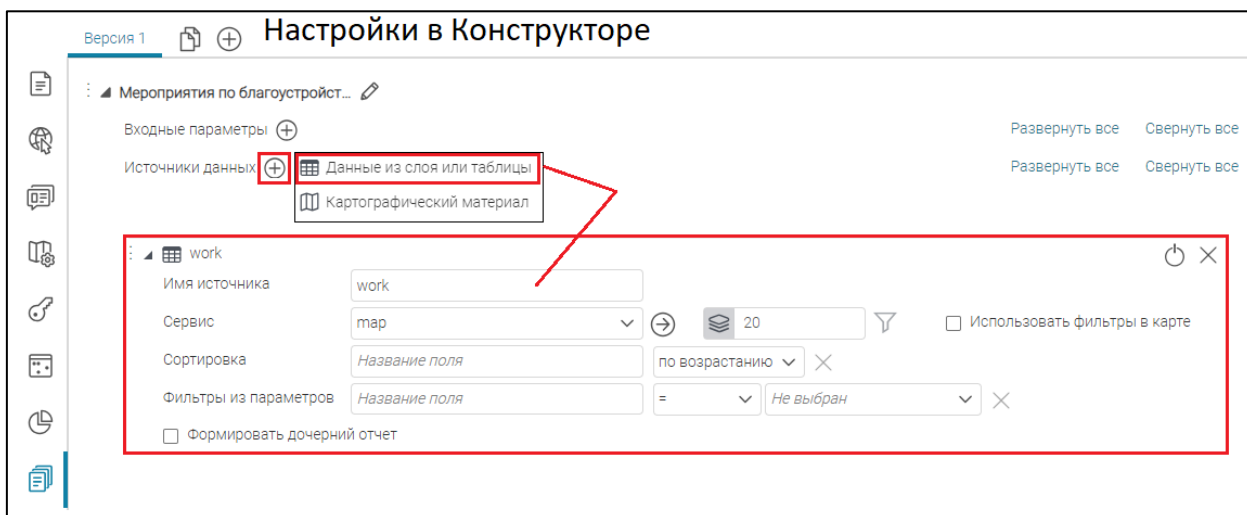 Версия 1 Настройки в Конструкторе
Мероприятия по благоустройст...
Входные параметры Развернуть все Свернуть все
Источники данных Данные из слоя или таблицы Развернуть все Свернуть все
Картографический материал
work
Имя источника work
Сервис map 20 Использовать фильтры в карте
Сортировка Название поля по возрастанию
Фильтры из параметров Название поля = Не выбран
Формировать дочерний отчет